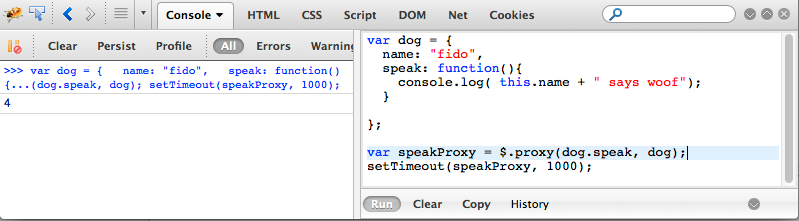 Console HTML CSS Script DOM Net Cookies
Clear Persist Profile All Errors Warnin
>>> var dog = { name: "fido", speak: function()
{...(dog.speak, dog); setTimeout(speakProxy, 1000);
4
var dog = {
name: "fido",
speak: function(){
console.log( this.name + " says woof");
}
};
var speakProxy = $.proxy(dog.speak, dog);
setTimeout(speakProxy, 1000);
Run Clear Copy History